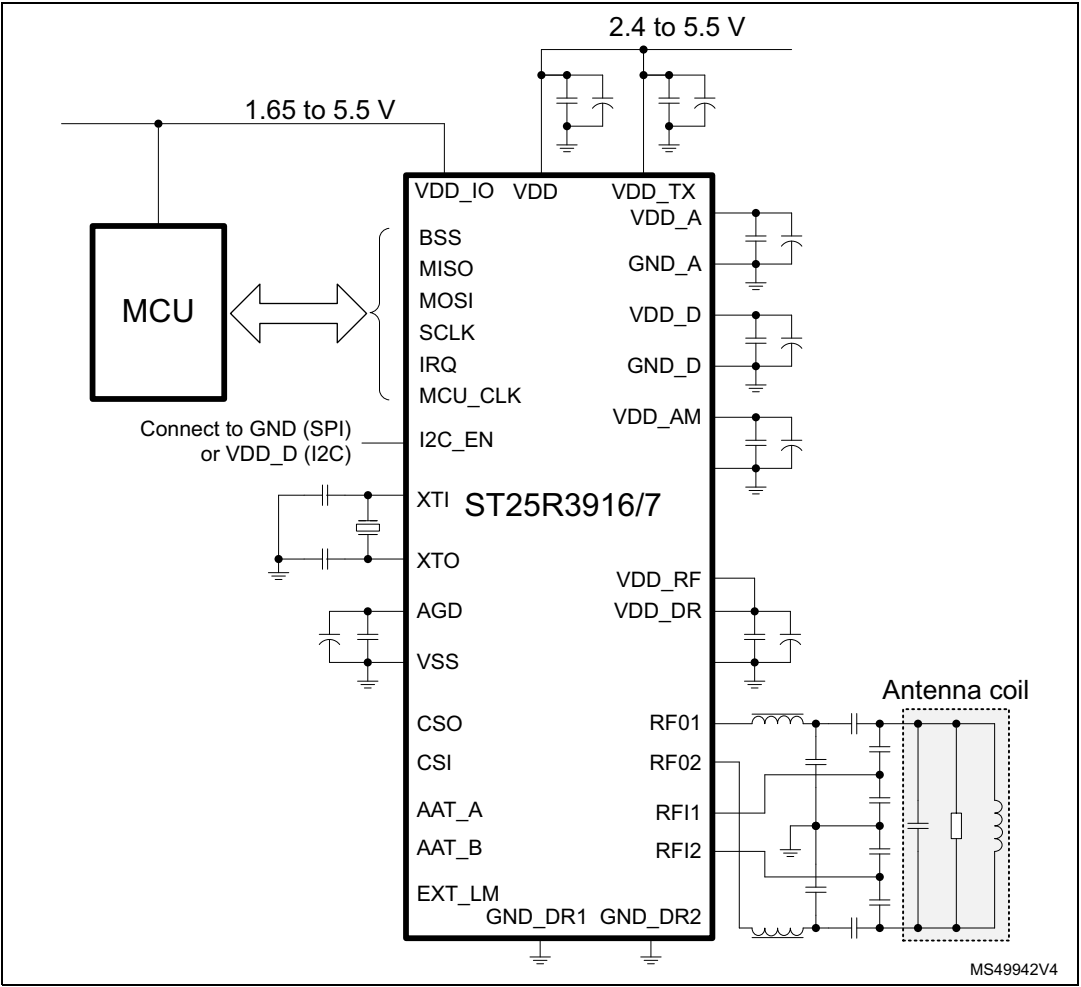 2.4 to 5.5 V
1.65 to 5.5 V
VDD_IO
VDD
VDD_TX
VDD_A
GND_A
VDD_D
GND_D
VDD_AM
BSS
MISO
MOSI
SCLK
IRQ
MCU_CLK
MCU
Connect to GND (SPI)
or VDD_D (I2C)
I2C_EN
XTI
ST25R3916/7
XTO
AGD
VSS
VDD_RF
VDD_DR
Antenna coil
CSO
CSI
AAT_A
AAT_B
EXT_LM
RF01
RF02
RFI1
RFI2
GND_DR1
GND_DR2
MS49942V4